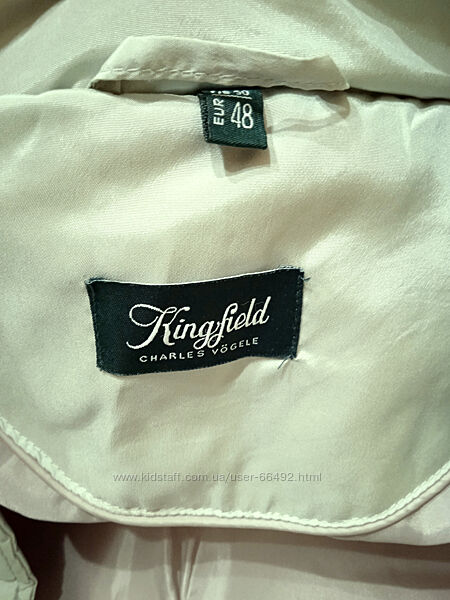 EUR 48
Kingfield
CHARLES VÖGELE
www.kidstaff.com.ua/user-66492.html